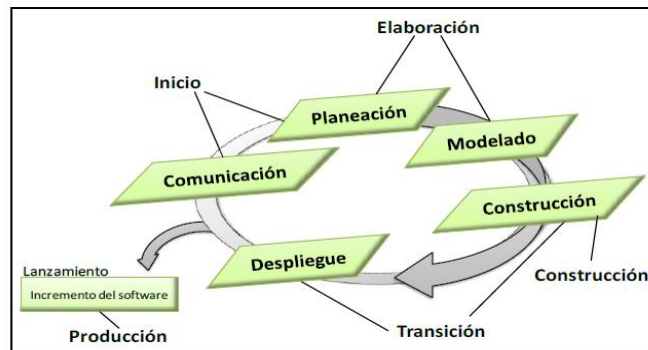 Elaboración
Inicio
Planeación
Modelado
Comunicación
Construcción
Despliegue
Construcción
Lanzamiento
Incremento del software
Transición
Producción